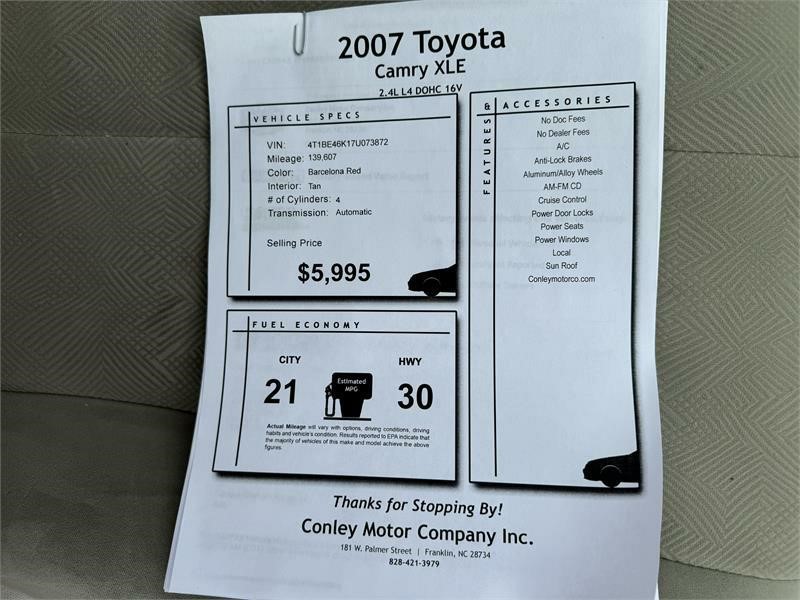 2007 Toyota
Camry XLE
2.4L L4 DOHC 16V
VEHICLE SPECS
VIN: 4T1BE46K17U073872
Mileage: 139,607
Color: Barcelona Red
Interior: Tan
# of Cylinders: 4
Transmission: Automatic
Selling Price
$5,995
FUEL ECONOMY
CITY
HWY
21
Estimated
MPG
30
Actual Mileage will vary with options, driving conditions, driving
habits and vehicle's condition. Results reported to EPA indicate that
the majority of vehicles of this make and model achieve the above
figures.
FEATURES & ACCESSORIES
No Doc Fees
No Dealer Fees
A/C
Anti-Lock Brakes
Aluminum/Alloy Wheels
AM-FM CD
Cruise Control
Power Door Locks
Power Seats
Power Windows
Local
Sun Roof
Conleymotorco.com
Thanks for Stopping By!
Conley Motor Company Inc.
181 W. Palmer Street | Franklin, NC 28734
828-421-3979